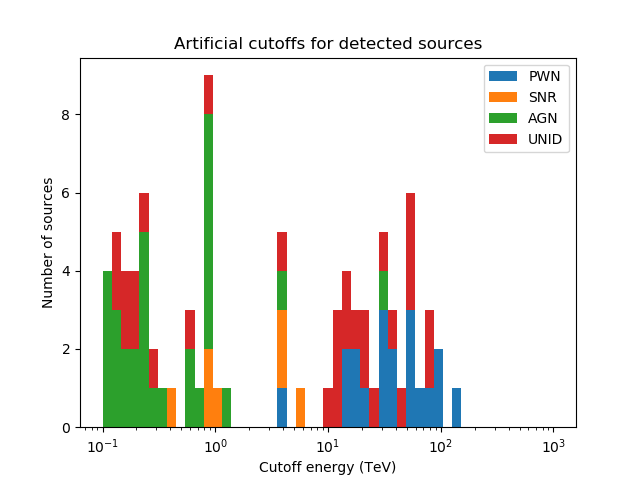 Artificial cutoffs for detected sources
PWN
SNR
AGN
UNID
Number of sources
8
6
4
2
0
10⁻¹
10⁰
10¹
10²
10³
Cutoff energy (TeV)